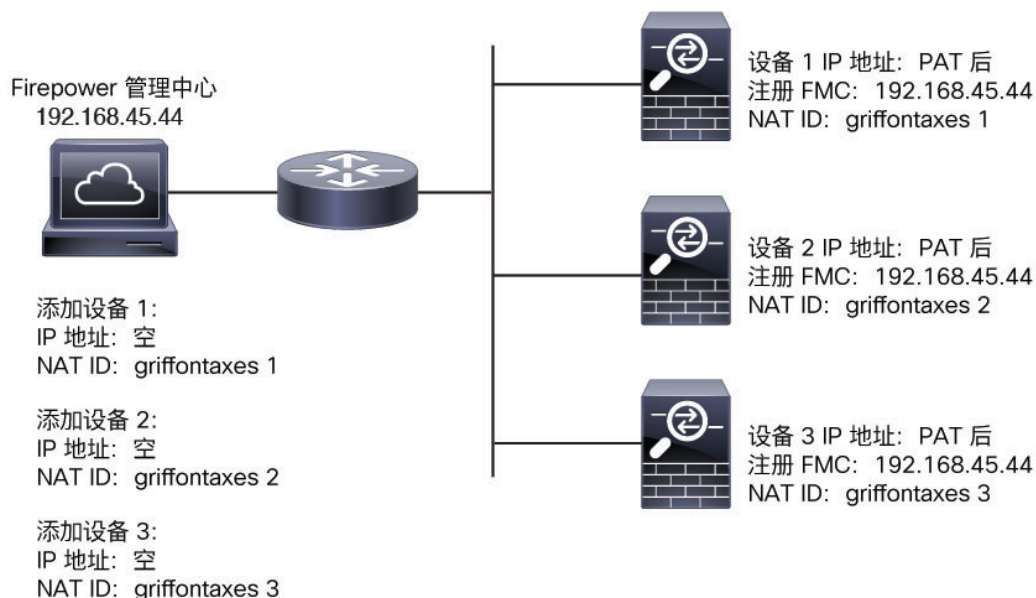 Firepower 管理中心
192.168.45.44
添加设备 1:
IP 地址：空
NAT ID：griffontaxes 1
添加设备 2:
IP 地址：空
NAT ID：griffontaxes 2
添加设备 3:
IP 地址：空
NAT ID：griffontaxes 3
设备 1 IP 地址：PAT 后
注册 FMC：192.168.45.44
NAT ID：griffontaxes 1
设备 2 IP 地址：PAT 后
注册 FMC：192.168.45.44
NAT ID：griffontaxes 2
设备 3 IP 地址：PAT 后
注册 FMC：192.168.45.44
NAT ID：griffontaxes 3